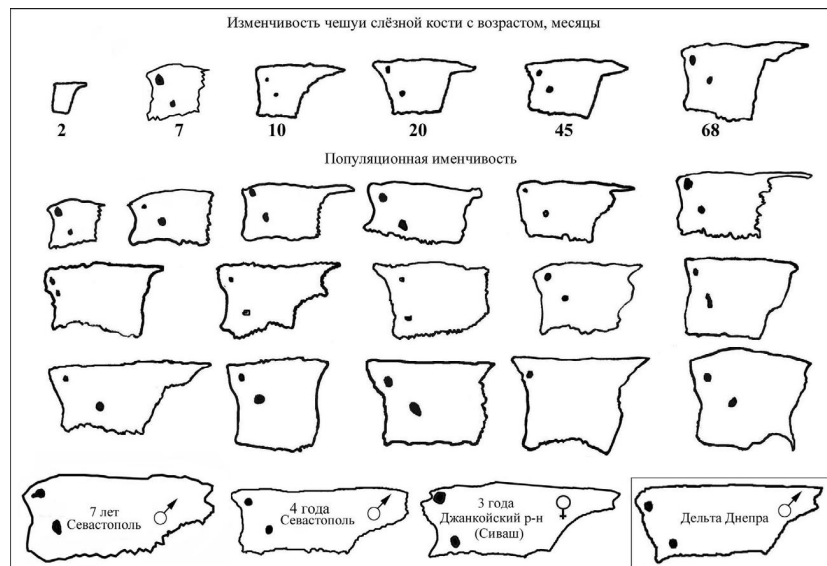 Изменчивость чешуи слёзной кости с возрастом, месяцы
2 7 10 20 45 68
Популяционная именчивость
7 лет
Севастополь ♂
4 года
Севастополь ♂
3 года
Джанкойский р-н
(Сиваш) ♀
Дельта Днепра ♂